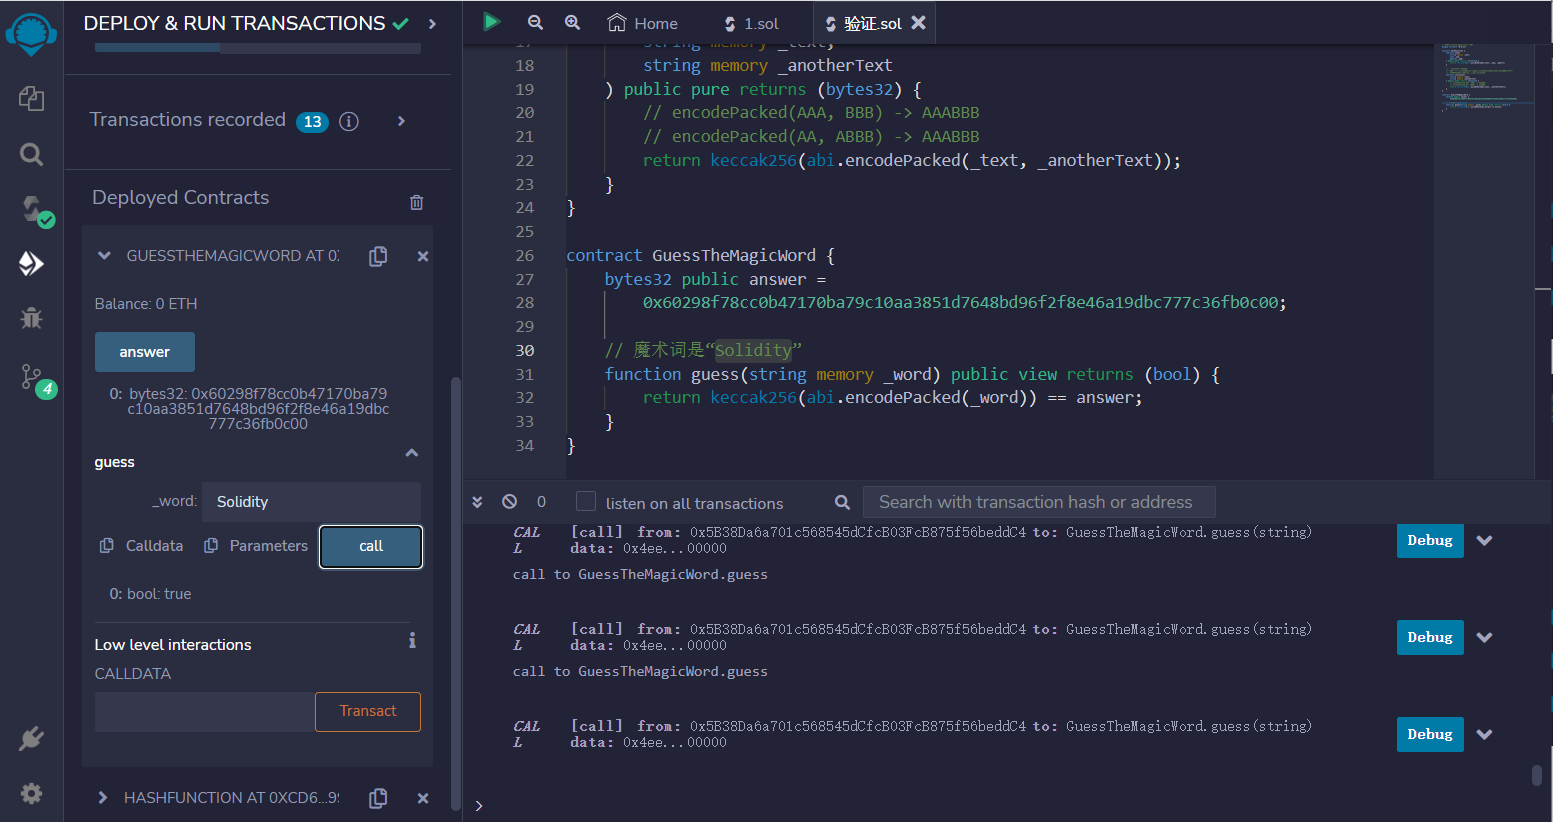 DEPLOY & RUN TRANSACTIONS
Transactions recorded 13
Deployed Contracts
GUESSTHEMAGICWORD AT 0
Balance: 0 ETH
answer
0: bytes32: 0x60298f78cc0b47170ba79
c10aa3851d7648bd96f2f8e46a19dbc
777c36fb0c00
guess
_word: Solidity
Calldata Parameters call
0: bool: true
Low level interactions
CALLDATA
Transact
HASHFUNCTION AT 0XCD6...9
4
Home 1.sol 验证.sol
17 string memory _text,
18 string memory _anotherText
19 ) public pure returns (bytes32) {
20 // encodePacked(AAA, BBB) -> AAABBB
21 // encodePacked(AA, ABBB) -> AAABBB
22 return keccak256(abi.encodePacked(_text, _anotherText));
23 }
24 }
25
26 contract GuessTheMagicWord {
27 bytes32 public answer =
28 0x60298f78cc0b47170ba79c10aa3851d7648bd96f2f8e46a19dbc777c36fb0c00;
29
30 // 魔术词是“Solidity”
31 function guess(string memory _word) public view returns (bool) {
32 return keccak256(abi.encodePacked(_word)) == answer;
33 }
34 }
0 listen on all transactions Search with transaction hash or address
CAL [call] from: 0x5B38Da6a701c568545dCfcB03FcB875f56beddC4 to: GuessTheMagicWord.guess(string)
L data: 0x4ee...00000
Debug
call to GuessTheMagicWord.guess
CAL [call] from: 0x5B38Da6a701c568545dCfcB03FcB875f56beddC4 to: GuessTheMagicWord.guess(string)
L data: 0x4ee...00000
Debug
call to GuessTheMagicWord.guess
CAL [call] from: 0x5B38Da6a701c568545dCfcB03FcB875f56beddC4 to: GuessTheMagicWord.guess(string)
L data: 0x4ee...00000
Debug
>